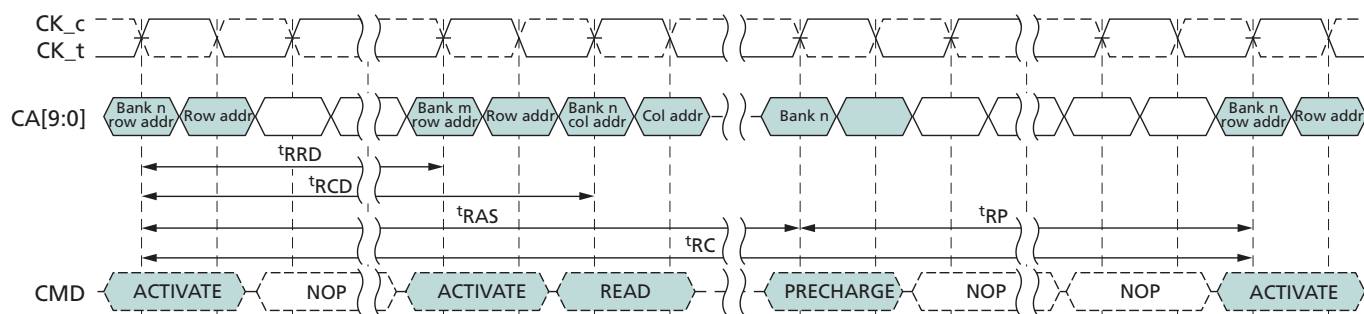 CK_c
CK_t
CA[9:0]
Bank n row addr
Row addr
Bank m row addr
Row addr
Bank n col addr
Col addr
Bank n
Bank n row addr
Row addr
tRRD
tRCD
tRAS
tRP
tRC
CMD
ACTIVATE
NOP
ACTIVATE
READ
PRECHARGE
NOP
NOP
ACTIVATE